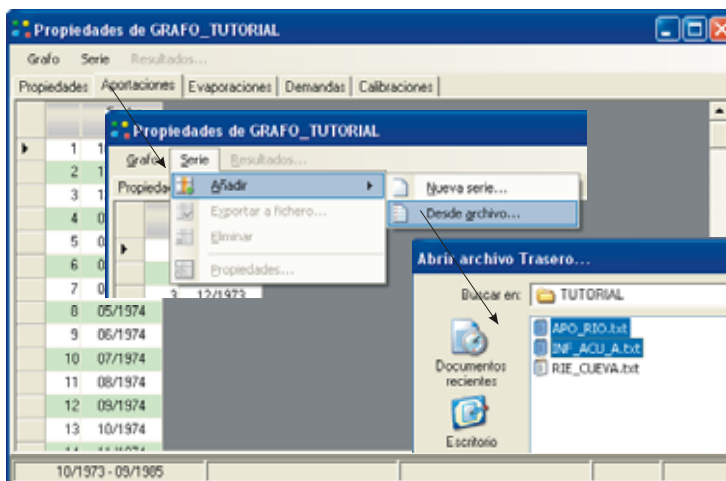 Propiedades de GRAFO_TUTORIAL
Grafo Serie Resultados...
Propiedades Aportaciones Evaporaciones Demandas Calibraciones
1
2
3
4
5
6
7
8 05/1974
9 06/1974
10 07/1974
11 08/1974
12 09/1974
13 10/1974
10/1973 - 09/1985
Propiedades de GRAFO_TUTORIAL
Grafo Serie Resultados...
Añadir
Exportar a fichero...
Eliminar
Propiedades...
3 12/1973
Nueva serie...
Desde archivo...
Abrir archivo Trasero...
Buscar en: TUTORIAL
APO_RIO.txt
INF_ACU_A.txt
RIE_CUEVA.txt
Documentos
recientes
Escritorio